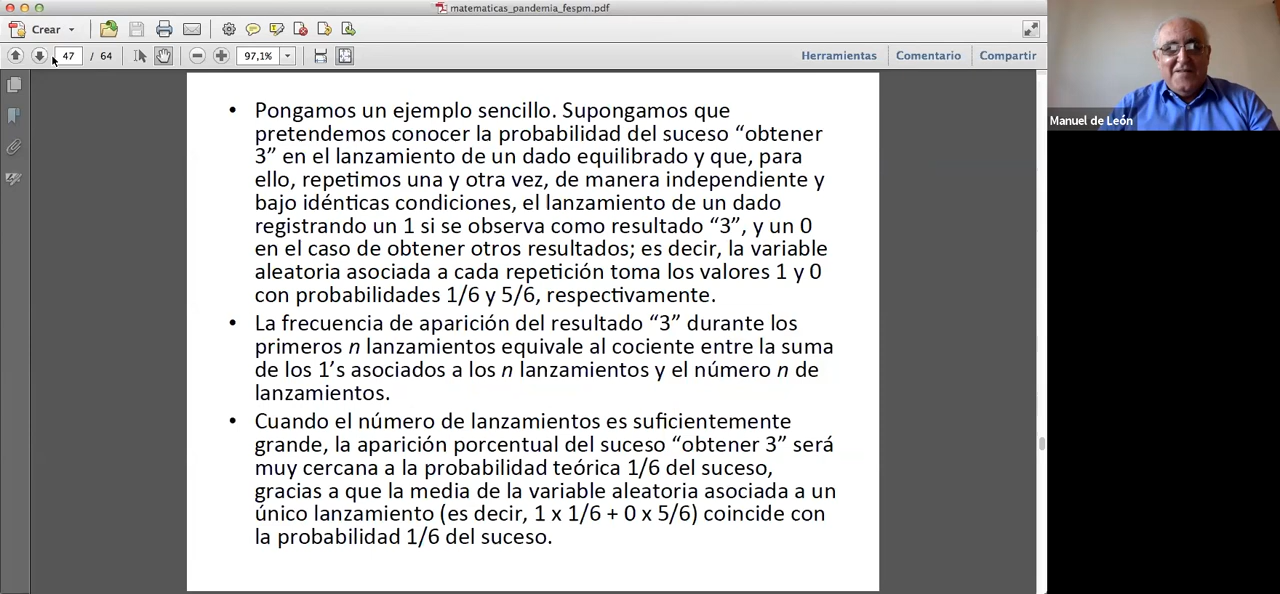 matematicas_pandemia_fespm.pdf
Crear
47 / 64 97,1% Herramientas Comentario Compartir
Manuel de León
• Pongamos un ejemplo sencillo. Supongamos que
pretendemos conocer la probabilidad del suceso “obtener
3” en el lanzamiento de un dado equilibrado y que, para
ello, repetimos una y otra vez, de manera independiente y
bajo idénticas condiciones, el lanzamiento de un dado
registrando un 1 si se observa como resultado “3”, y un 0
en el caso de obtener otros resultados; es decir, la variable
aleatoria asociada a cada repetición toma los valores 1 y 0
con probabilidades 1/6 y 5/6, respectivamente.
• La frecuencia de aparición del resultado “3” durante los
primeros n lanzamientos equivale al cociente entre la suma
de los 1’s asociados a los n lanzamientos y el número n de
lanzamientos.
• Cuando el número de lanzamientos es suficientemente
grande, la aparición porcentual del suceso “obtener 3” será
muy cercana a la probabilidad teórica 1/6 del suceso,
gracias a que la media de la variable aleatoria asociada a un
único lanzamiento (es decir, 1 x 1/6 + 0 x 5/6) coincide con
la probabilidad 1/6 del suceso.